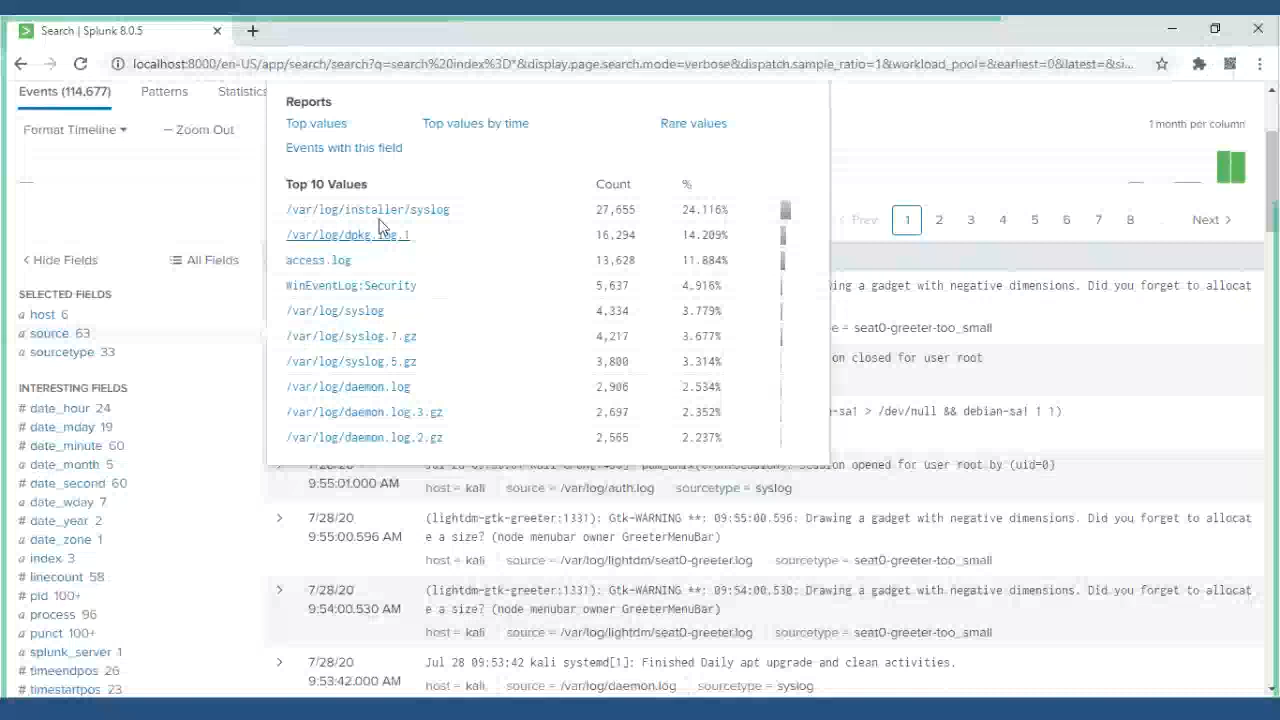 Search | Splunk 8.0.5
localhost:8000/en-US/app/search/search?q=search%20index%3D*&display.page.search.mode=verbose&dispatch.sample_ratio=1&workload_pool=&earliest=0&latest=&si...
Events (114,677) Patterns Statistics
Format Timeline − Zoom Out
1 month per column
Reports
Top values Top values by time Rare values
Events with this field
Top 10 Values Count %
/var/log/installer/syslog 27,655 24.116%
/var/log/dpkg.log.1 16,294 14.209%
access.log 13,628 11.884%
WinEventLog:Security 5,637 4.916%
/var/log/syslog 4,334 3.779%
/var/log/syslog.7.gz 4,217 3.677%
/var/log/syslog.5.gz 3,800 3.314%
/var/log/daemon.log 2,906 2.534%
/var/log/daemon.log.3.gz 2,697 2.352%
/var/log/daemon.log.2.gz 2,565 2.237%
< Prev 1 2 3 4 5 6 7 8 Next >
< Hide Fields All Fields
SELECTED FIELDS
a host 6
a source 63
a sourcetype 33
INTERESTING FIELDS
# date_hour 24
# date_mday 19
# date_minute 60
a date_month 5
# date_second 60
a date_wday 7
# date_year 2
a date_zone 1
a index 3
# linecount 58
# pid 100+
a process 96
a punct 100+
a splunk_server 1
# timeendpos 26
# timestartpos 23
ing a gadget with negative dimensions. Did you forget to allocat
= seat0-greeter-too_small
on closed for user root
ebian-sa1 > /dev/null && debian-sa1 1 1)
7/28/20
9:55:01.000 AM
session opened for user root by (uid=0)
host = kali source = /var/log/auth.log sourcetype = syslog
> 7/28/20
9:55:00.596 AM
(lightdm-gtk-greeter:1331): Gtk-WARNING **: 09:55:00.596: Drawing a gadget with negative dimensions. Did you forget to allocat
e a size? (node menubar owner GreeterMenuBar)
host = kali source = /var/log/lightdm/seat0-greeter.log sourcetype = seat0-greeter-too_small
> 7/28/20
9:54:00.530 AM
(lightdm-gtk-greeter:1331): Gtk-WARNING **: 09:54:00.530: Drawing a gadget with negative dimensions. Did you forget to allocat
e a size? (node menubar owner GreeterMenuBar)
host = kali source = /var/log/lightdm/seat0-greeter.log sourcetype = seat0-greeter-too_small
> 7/28/20
9:53:42.000 AM
Jul 28 09:53:42 kali systemd[1]: Finished Daily apt upgrade and clean activities.
host = kali source = /var/log/daemon.log sourcetype = syslog